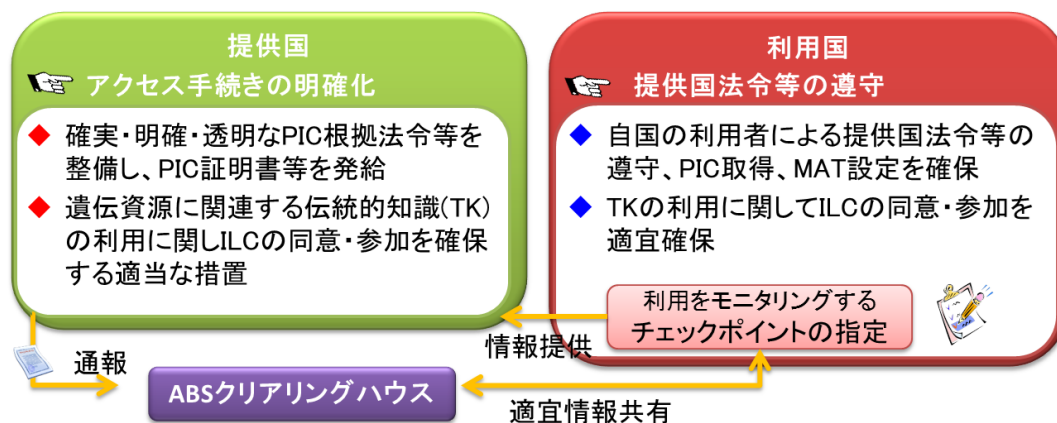 提供国
アクセス手続きの明確化
◆ 確実・明確・透明なPIC根拠法令等を
整備し、PIC証明書等を発給
◆ 遺伝資源に関連する伝統的知識(TK)
の利用に関しILCの同意・参加を確保
する適当な措置
利用国
提供国法令等の遵守
◆ 自国の利用者による提供国法令等の
遵守、PIC取得、MAT設定を確保
◆ TKの利用に関してILCの同意・参加を
適宜確保
利用をモニタリングする
チェックポイントの指定
情報提供
通報
ABSクリアリングハウス
適宜情報共有